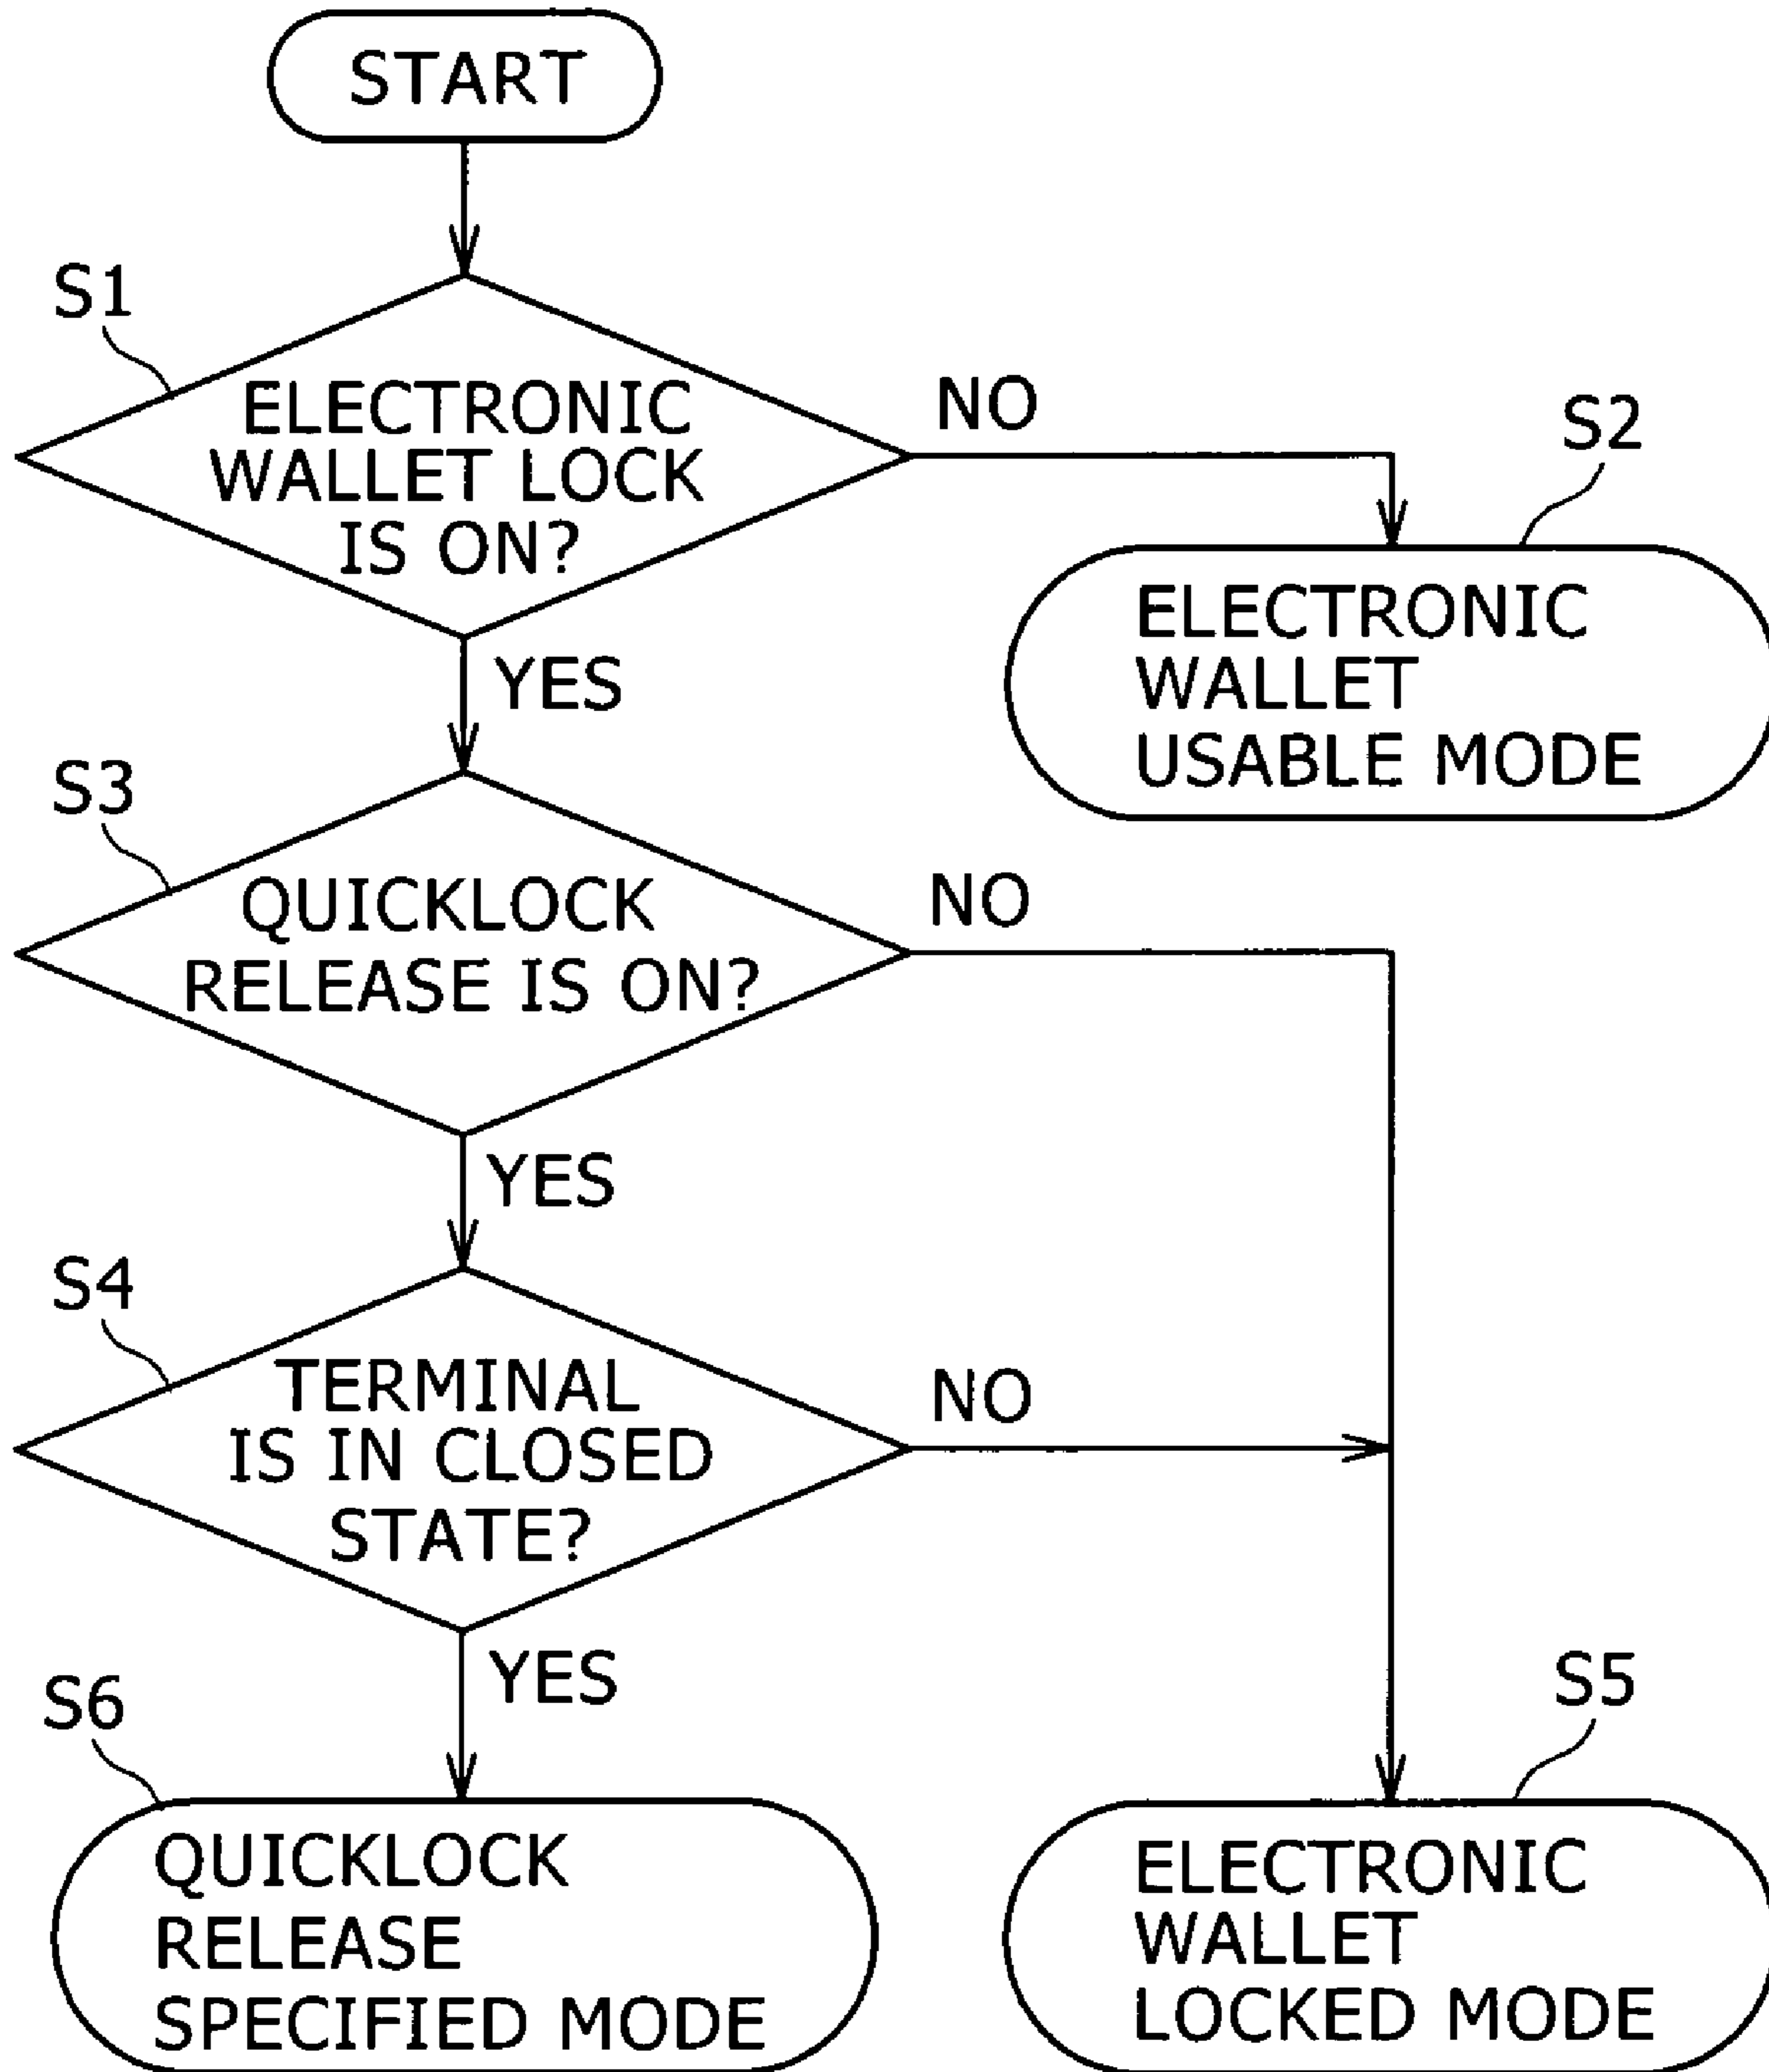 START
S1
ELECTRONIC
WALLET LOCK
IS ON?
NO
S2
ELECTRONIC
WALLET
USABLE MODE
YES
S3
QUICKLOCK
RELEASE IS ON?
NO
YES
S4
TERMINAL
IS IN CLOSED
STATE?
NO
YES
S6
QUICKLOCK
RELEASE
SPECIFIED MODE
S5
ELECTRONIC
WALLET
LOCKED MODE